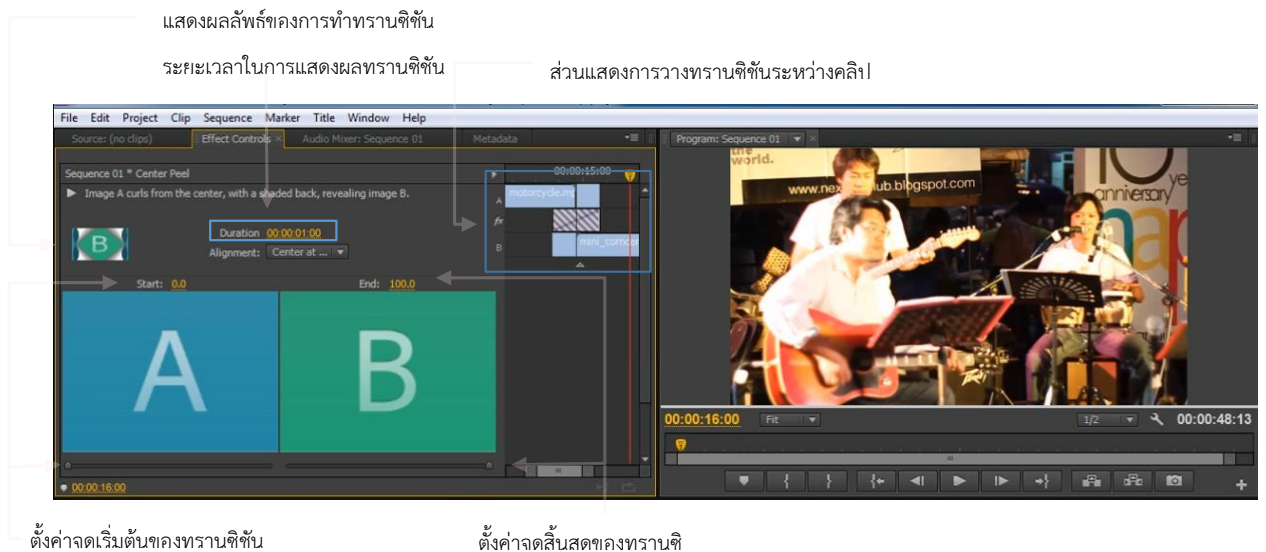 แสดงผลลัพธ์ของการทำทรานซิชัน
ระยะเวลาในการแสดงผลทรานซิชัน
ส่วนแสดงการวางทรานซิชันระหว่างคลิป
File Edit Project Clip Sequence Marker Title Window Help
Source: (no clips) Effect Controls × Audio Mixer: Sequence 01 Metadata
Program: Sequence 01
Sequence 01 * Center Peel
00:00:15:00
Image A curls from the center, with a shaded back, revealing image B.
A motorcycle.mp
fx
B mini_corncer
B
Duration 00:00:01:00
Alignment: Center at ...
Start: 0.0
End: 100.0
A
B
00:00:16:00
the
world.
www.nex lub.blogspot.com
10
anniversary
ye
nap
00:00:16:00 Fit 1/2 00:00:48:13
ตั้งค่าจุดเริ่มต้นของทรานซิชัน
ตั้งค่าจุดสิ้นสุดของทรานซิ